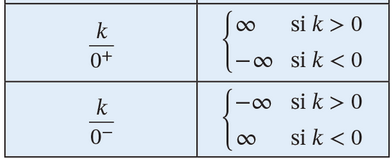 k/0⁺ { ∞ si k > 0
−∞ si k < 0
k/0⁻ { −∞ si k > 0
∞ si k < 0